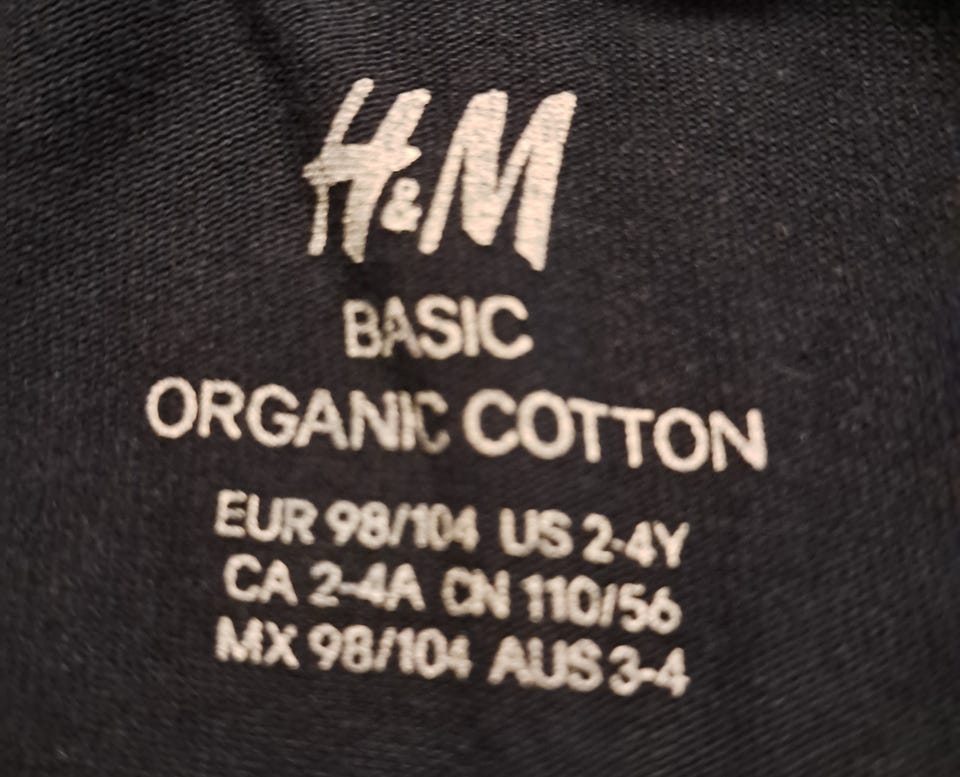 H&M
BASIC
ORGANIC COTTON
EUR 98/104 US 2-4Y
CA 2-4A CN 110/56
MX 98/104 AUS 3-4